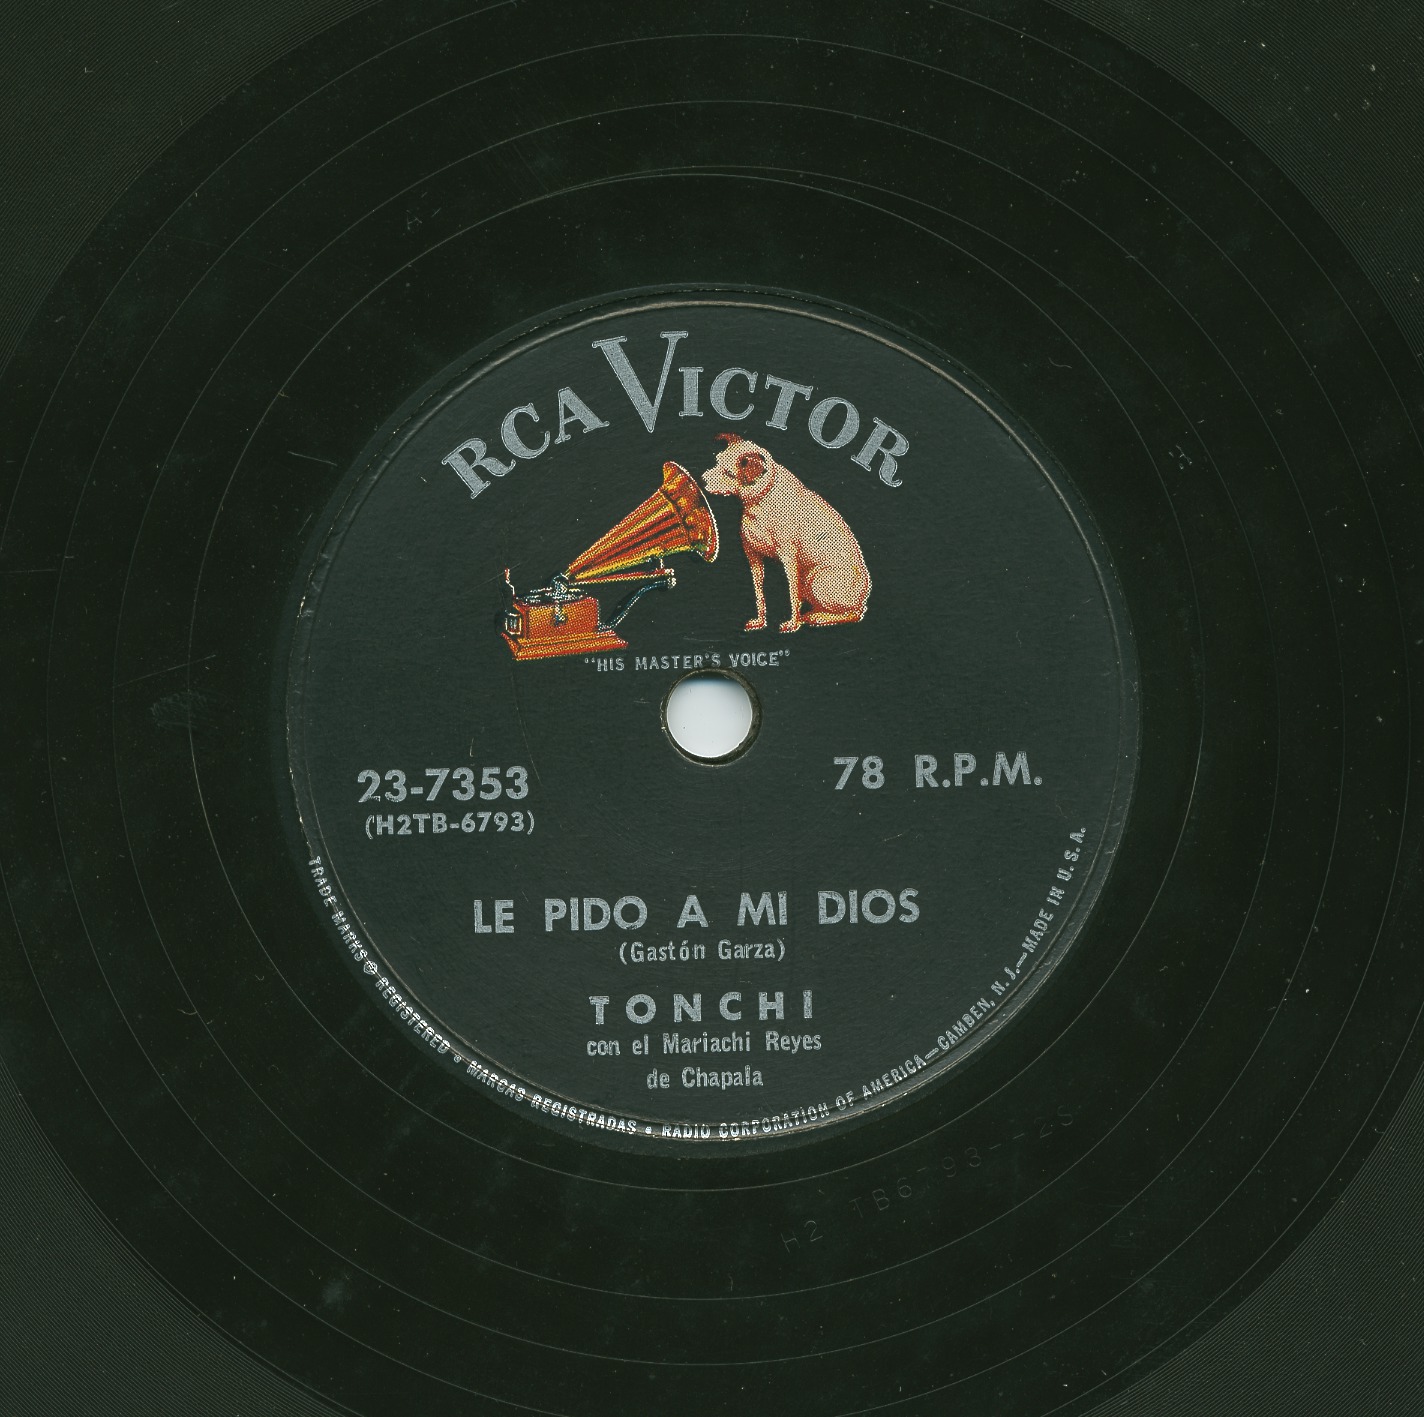 RCA VICTOR
"HIS MASTER'S VOICE"
23-7353
78 R.P.M.
(H2TB-6793)
LE PIDO A MI DIOS
(Gastón Garza)
TONCHI
con el Mariachi Reyes
de Chapala
TRADE MARKS ® REGISTERED • MARCAS REGISTRADAS • RADIO CORPORATION OF AMERICA—CAMDEN, N. J.—MADE IN U. S. A.